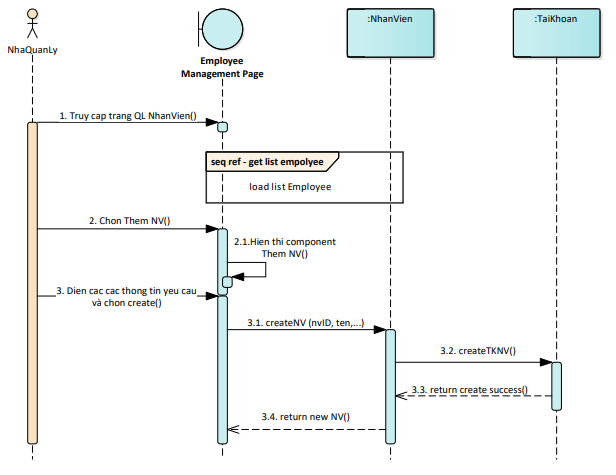 NhaQuanLy
Employee
Management Page
:NhanVien
:TaiKhoan
1. Truy cap trang QL NhanVien()
seq ref - get list empolyee
load list Employee
2. Chon Them NV()
2.1.Hien thi component
Them NV()
3. Dien cac cac thong tin yeu cau
và chon create()
3.1. createNV (nvID, ten,...)
3.2. createTKNV()
3.3. return create success()
3.4. return new NV()